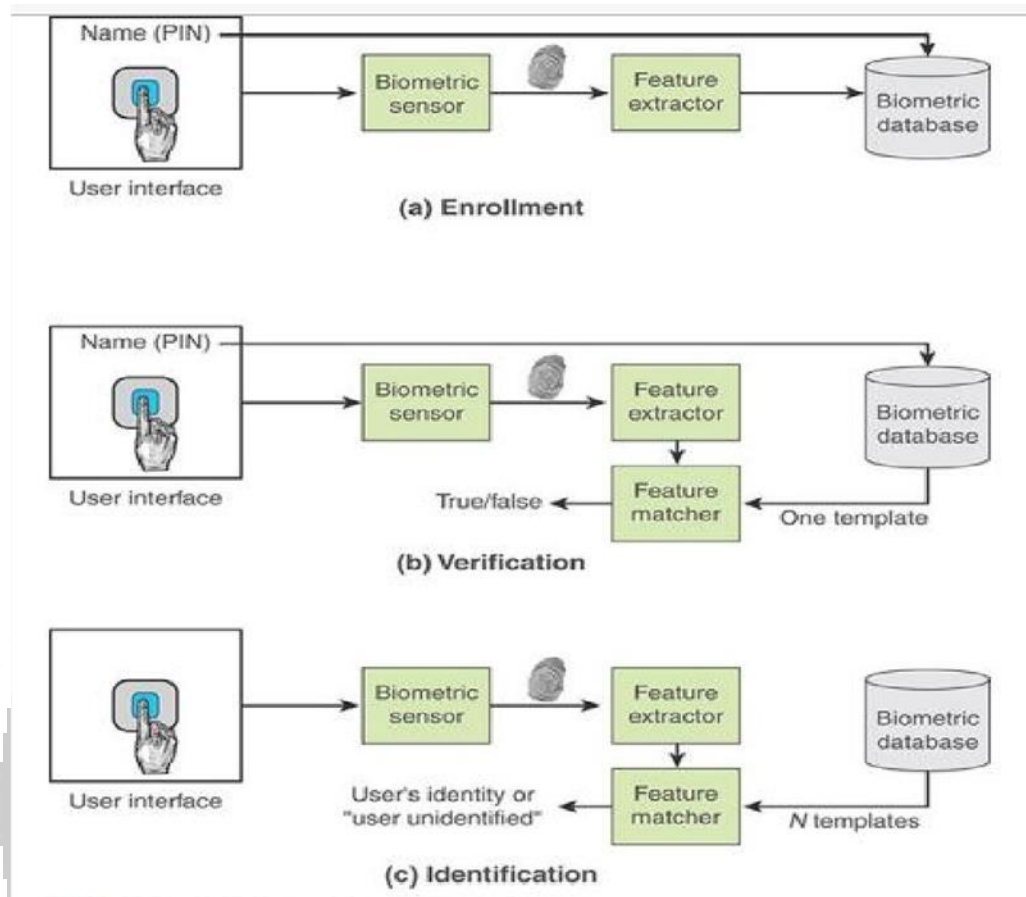 Name (PIN)
Biometric
sensor
Feature
extractor
Biometric
database
User interface
(a) Enrollment
Name (PIN)
Biometric
sensor
Feature
extractor
Biometric
database
User interface
True/false
Feature
matcher
One template
(b) Verification
Biometric
sensor
Feature
extractor
Biometric
database
User interface
User's identity or
"user unidentified"
Feature
matcher
N templates
(c) Identification